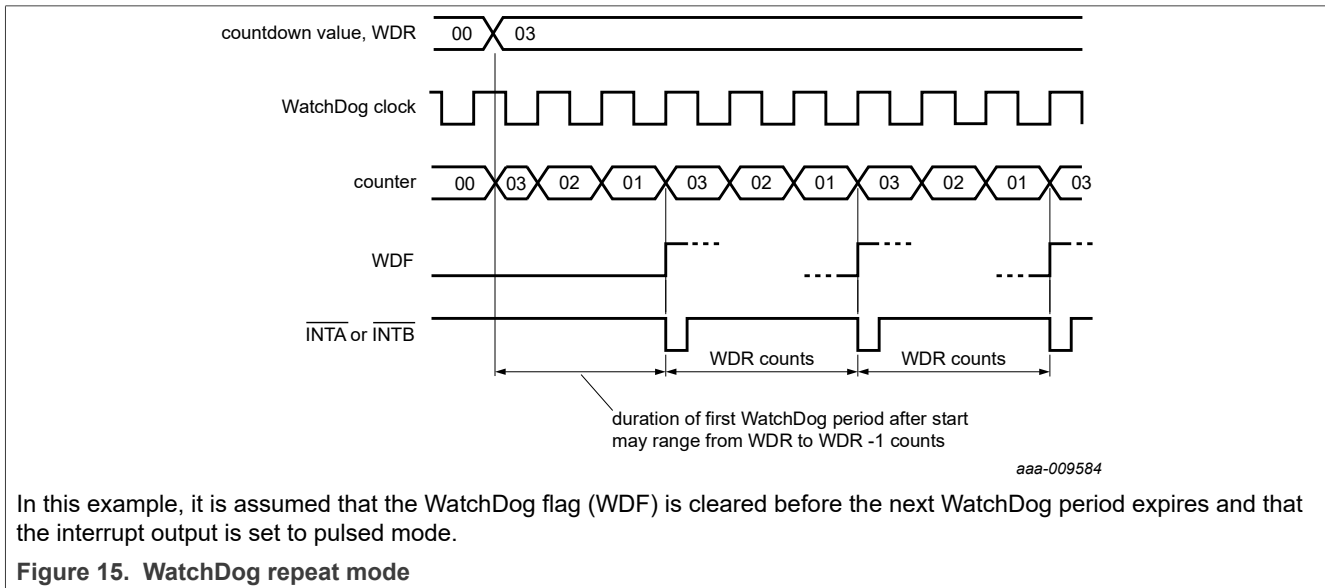 countdown value, WDR 00 03
WatchDog clock
counter 00 03 02 01 03 02 01 03 02 01 03
WDF
INTA or INTB
WDR counts WDR counts
duration of first WatchDog period after start
may range from WDR to WDR -1 counts
aaa-009584
In this example, it is assumed that the WatchDog flag (WDF) is cleared before the next WatchDog period expires and that
the interrupt output is set to pulsed mode.
Figure 15. WatchDog repeat mode